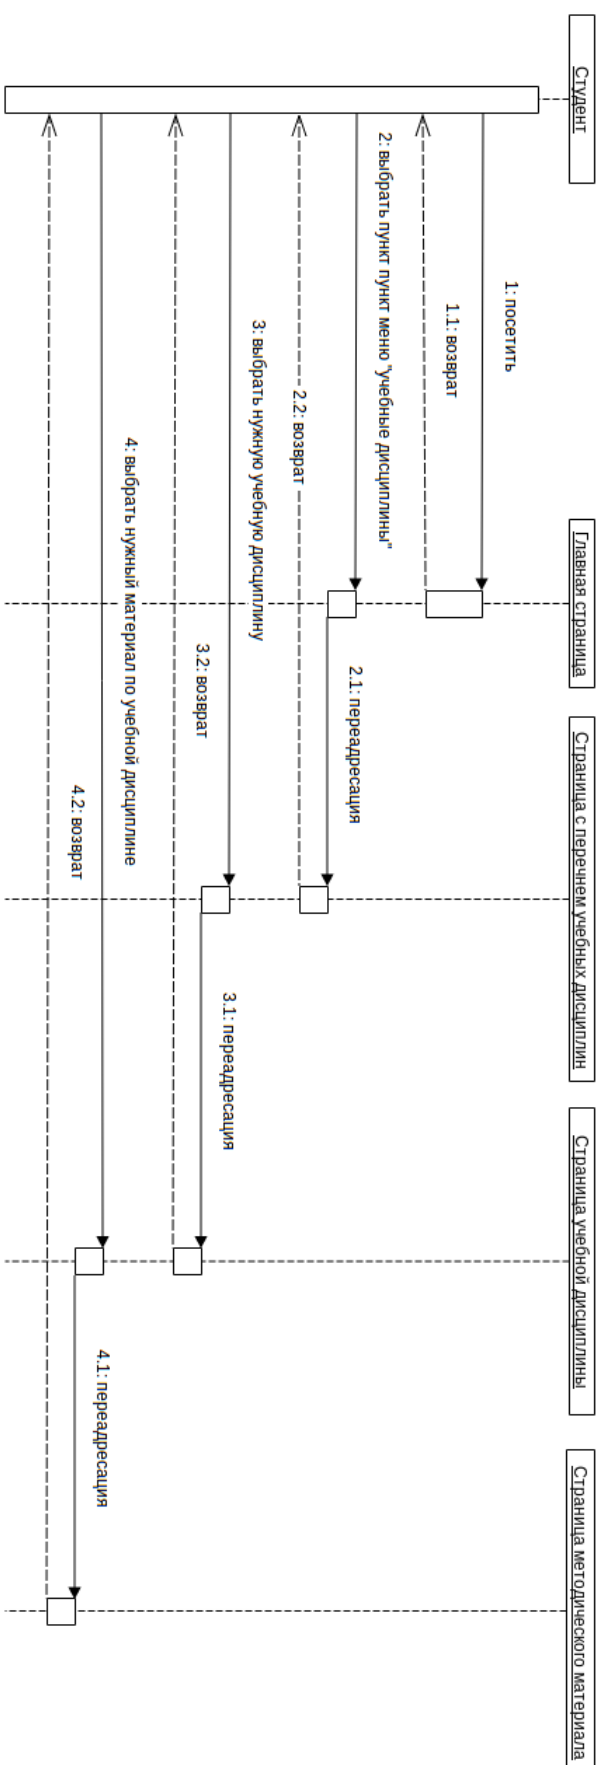 Студент
Главная страница
Страница с перечнем учебных дисциплин
Страница учебной дисциплины
Страница методического материала
1: посетить
1.1: возврат
2: выбрать пункт пункт меню "учебные дисциплины"
2.1: переадресация
2.2: возврат
3: выбрать нужную учебную дисциплину
3.1: переадресация
3.2: возврат
4: выбрать нужный материал по учебной дисциплине
4.1: переадресация
4.2: возврат